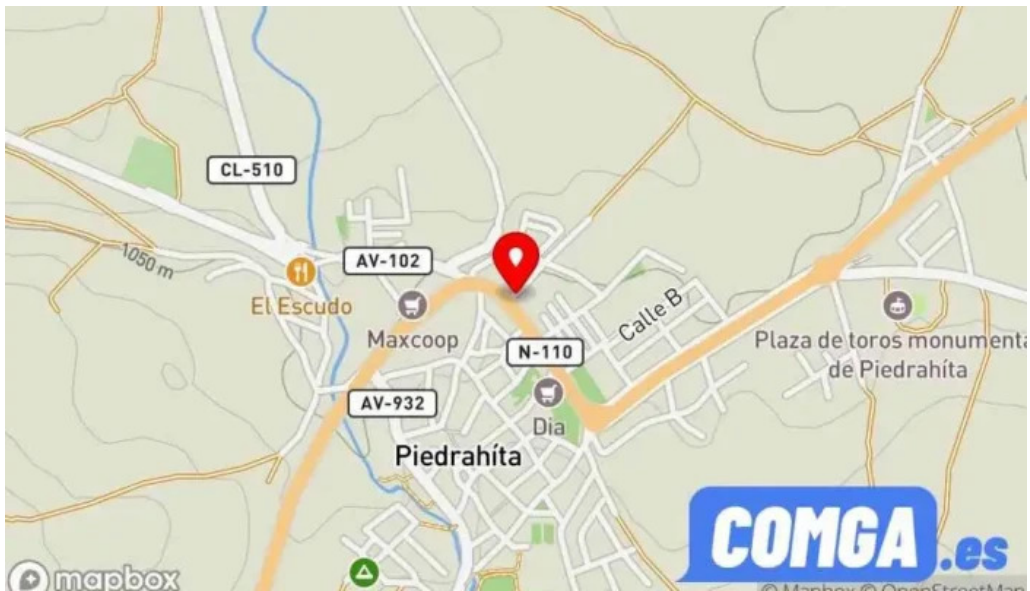 CL-510
1050 m
AV-102
El Escudo
Maxcoop
Calle B
N-110
Plaza de toros monumenta
de Piedrahíta
AV-932
Dia
Piedrahíta
COMGA.es
mapbox
© Mapbox © OpenStreetMap